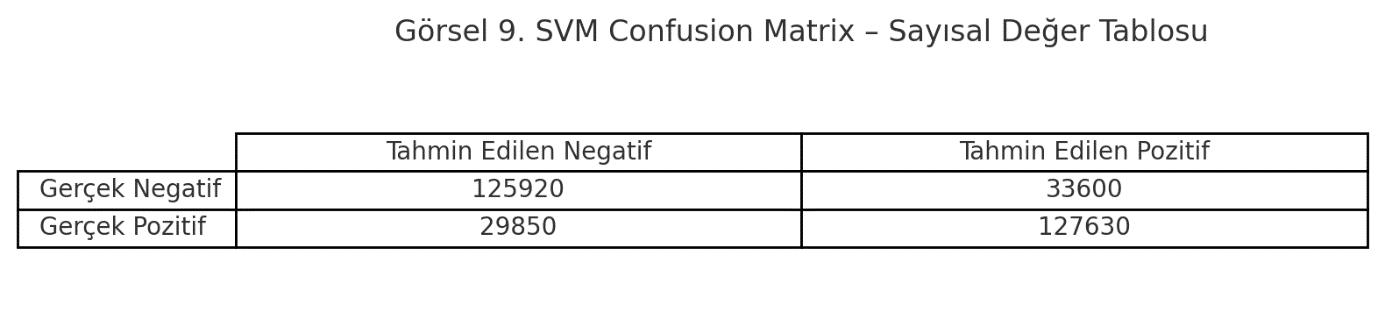 Görsel 9. SVM Confusion Matrix – Sayısal Değer Tablosu
Tahmin Edilen Negatif Tahmin Edilen Pozitif
Gerçek Negatif 125920 33600
Gerçek Pozitif 29850 127630